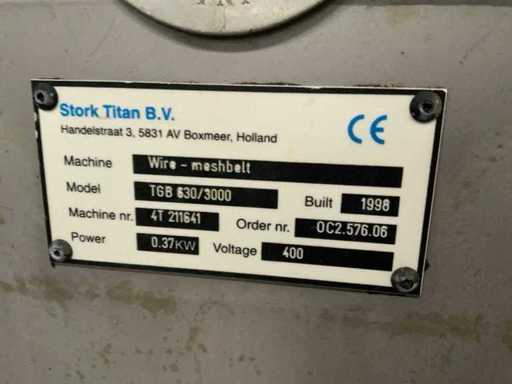 Stork Titan B.V.
Handelstraat 3, 5831 AV Boxmeer, Holland
CE
Machine Wire - meshbelt
Model TGB 630/3000 Built 1998
Machine nr. 4T 211641 Order nr. OC2.576.06
Power 0.37KW Voltage 400